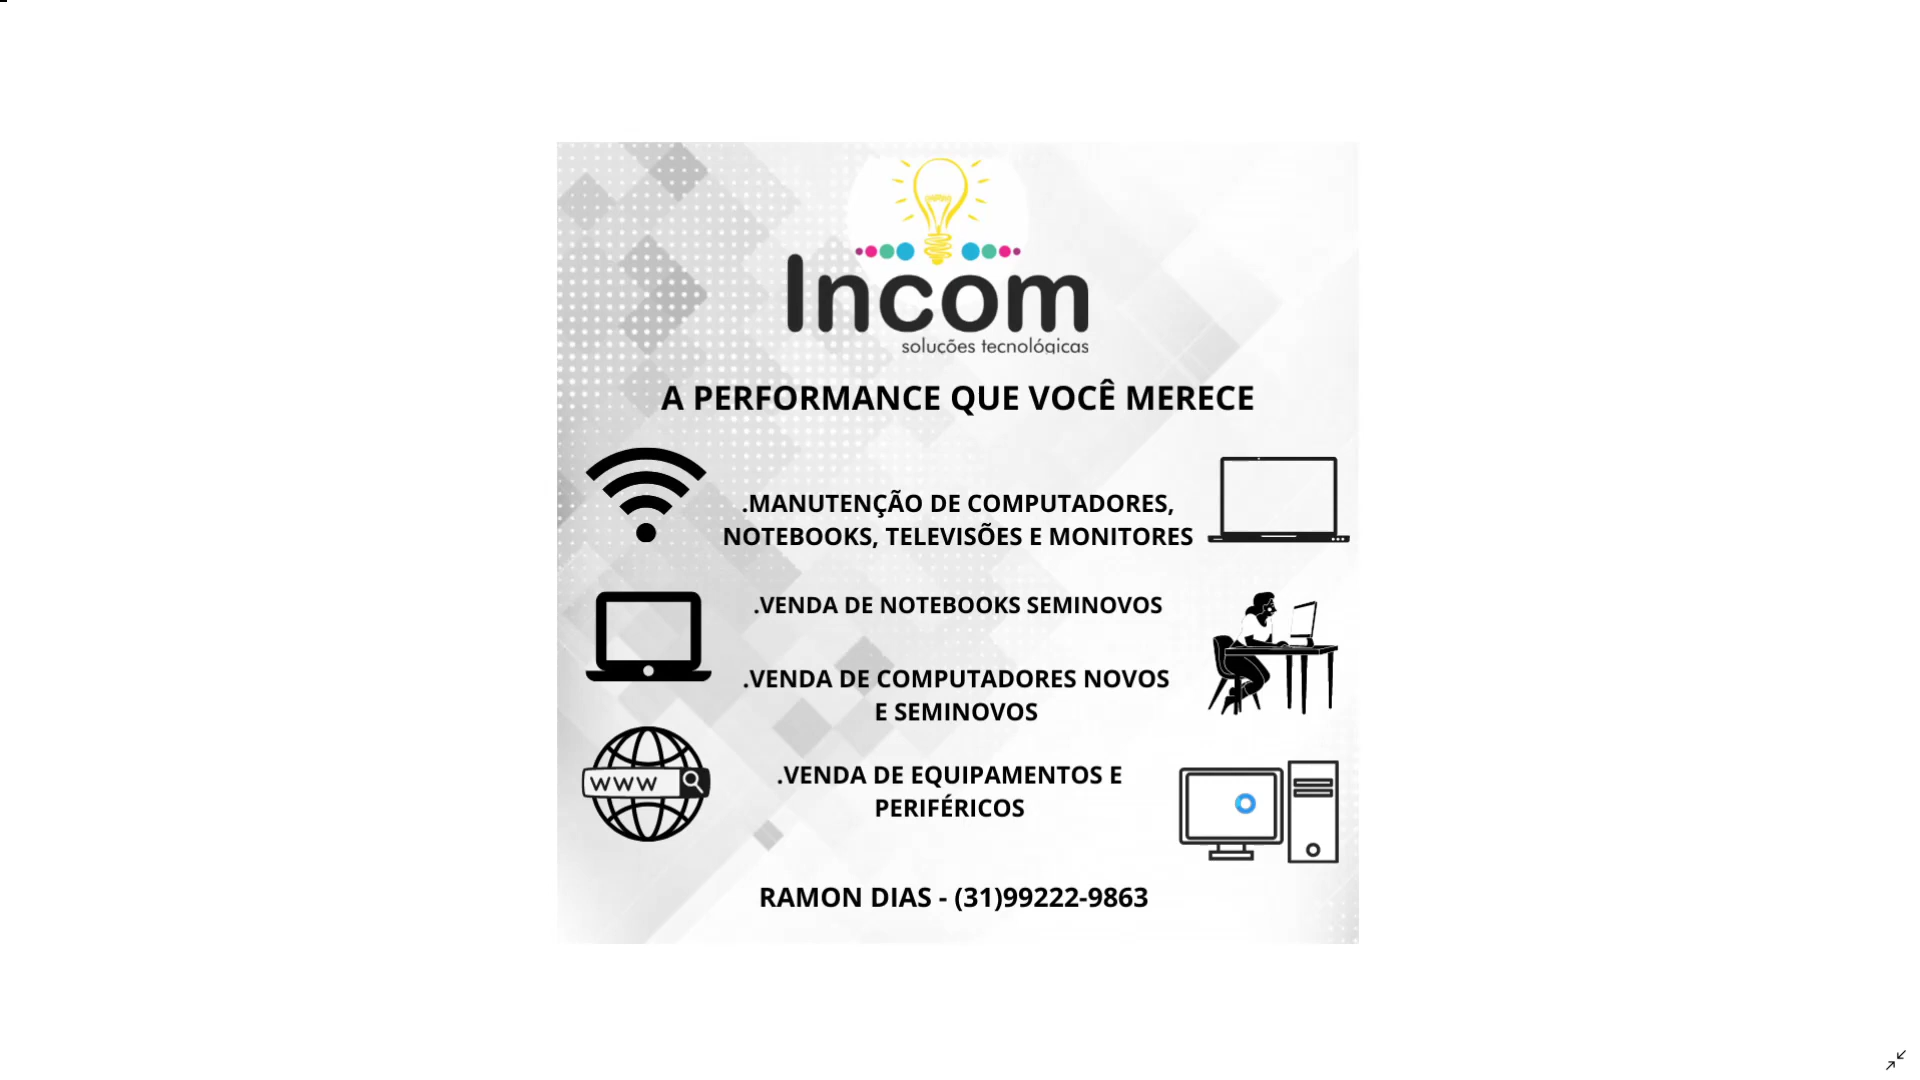 Incom
soluções tecnológicas
A PERFORMANCE QUE VOCÊ MERECE
.MANUTENÇÃO DE COMPUTADORES,
NOTEBOOKS, TELEVISÕES E MONITORES
.VENDA DE NOTEBOOKS SEMINOVOS
.VENDA DE COMPUTADORES NOVOS
E SEMINOVOS
WWW
.VENDA DE EQUIPAMENTOS E
PERIFÉRICOS
RAMON DIAS - (31)99222-9863